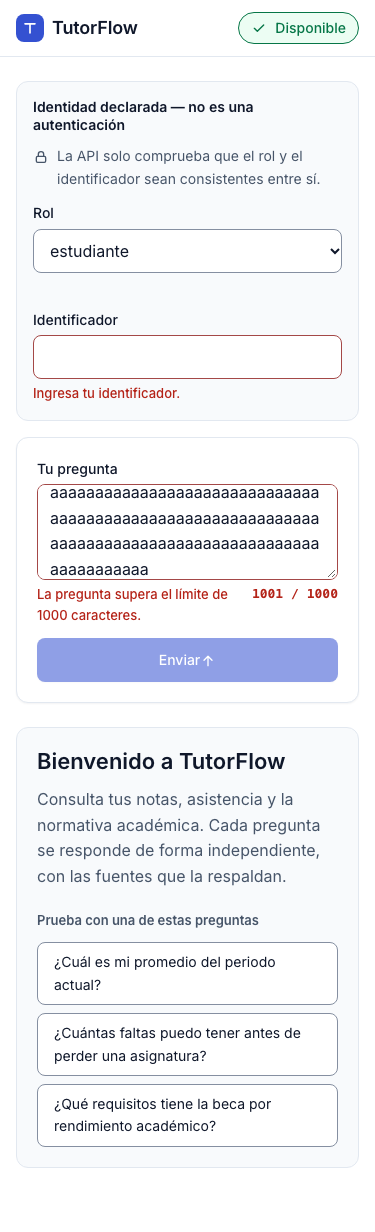 TutorFlow
Disponible
Identidad declarada — no es una
autenticación
La API solo comprueba que el rol y el
identificador sean consistentes entre sí.
Rol
estudiante
Identificador
Ingresa tu identificador.
Tu pregunta
aaaaaaaaaaaaaaaaaaaaaaaaaaaaaa
aaaaaaaaaaaaaaaaaaaaaaaaaaaaaa
aaaaaaaaaaaaaaaaaaaaaaaaaaaaaa
aaaaaaaaaaa
La pregunta supera el límite de
1000 caracteres.
1001 / 1000
Enviar↑
Bienvenido a TutorFlow
Consulta tus notas, asistencia y la
normativa académica. Cada pregunta
se responde de forma independiente,
con las fuentes que la respaldan.
Prueba con una de estas preguntas
¿Cuál es mi promedio del periodo
actual?
¿Cuántas faltas puedo tener antes de
perder una asignatura?
¿Qué requisitos tiene la beca por
rendimiento académico?